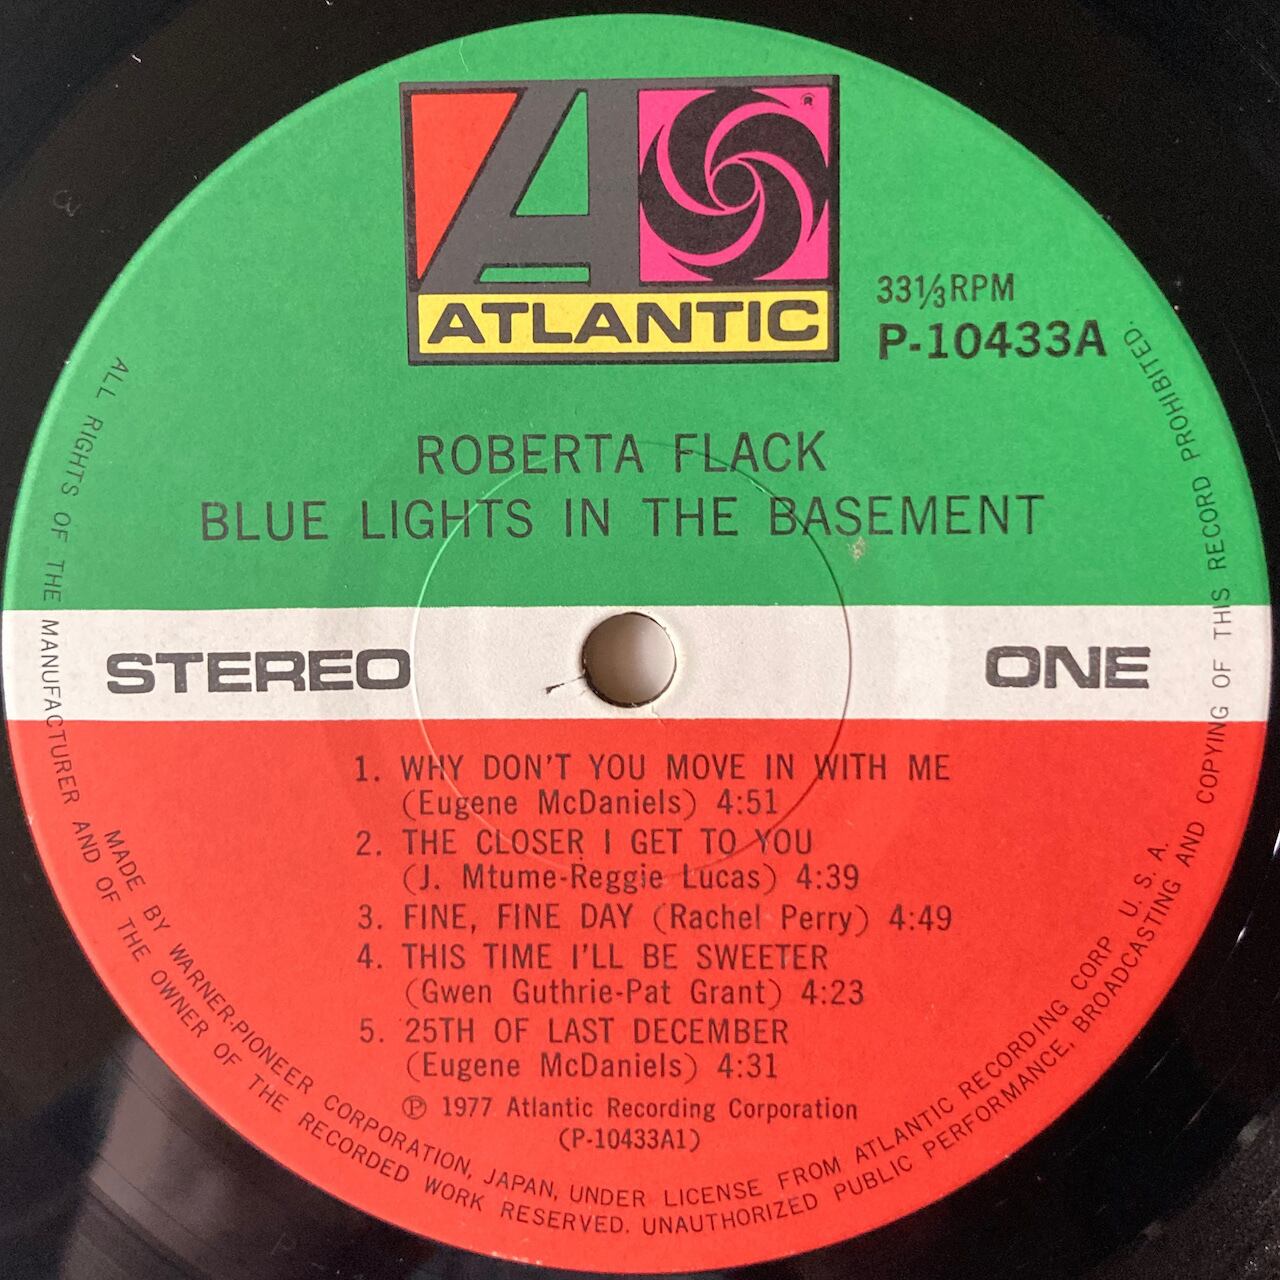 ATLANTIC
33⅓RPM
P-10433A
ROBERTA FLACK
BLUE LIGHTS IN THE BASEMENT
STEREO
ONE
1. WHY DON'T YOU MOVE IN WITH ME
(Eugene McDaniels) 4:51
2. THE CLOSER I GET TO YOU
(J. Mtume-Reggie Lucas) 4:39
3. FINE, FINE DAY (Rachel Perry) 4:49
4. THIS TIME I'LL BE SWEETER
(Gwen Guthrie-Pat Grant) 4:23
5. 25TH OF LAST DECEMBER
(Eugene McDaniels) 4:31
℗ 1977 Atlantic Recording Corporation
(P-10433A1)
MADE BY WARNER-PIONEER CORPORATION, JAPAN, UNDER LICENSE FROM ATLANTIC RECORDING CORP U. S. A.
ALL RIGHTS OF THE MANUFACTURER AND OF THE OWNER OF THE RECORDED WORK RESERVED. UNAUTHORIZED PUBLIC PERFORMANCE, BROADCASTING AND COPYING OF THIS RECORD PROHIBITED.